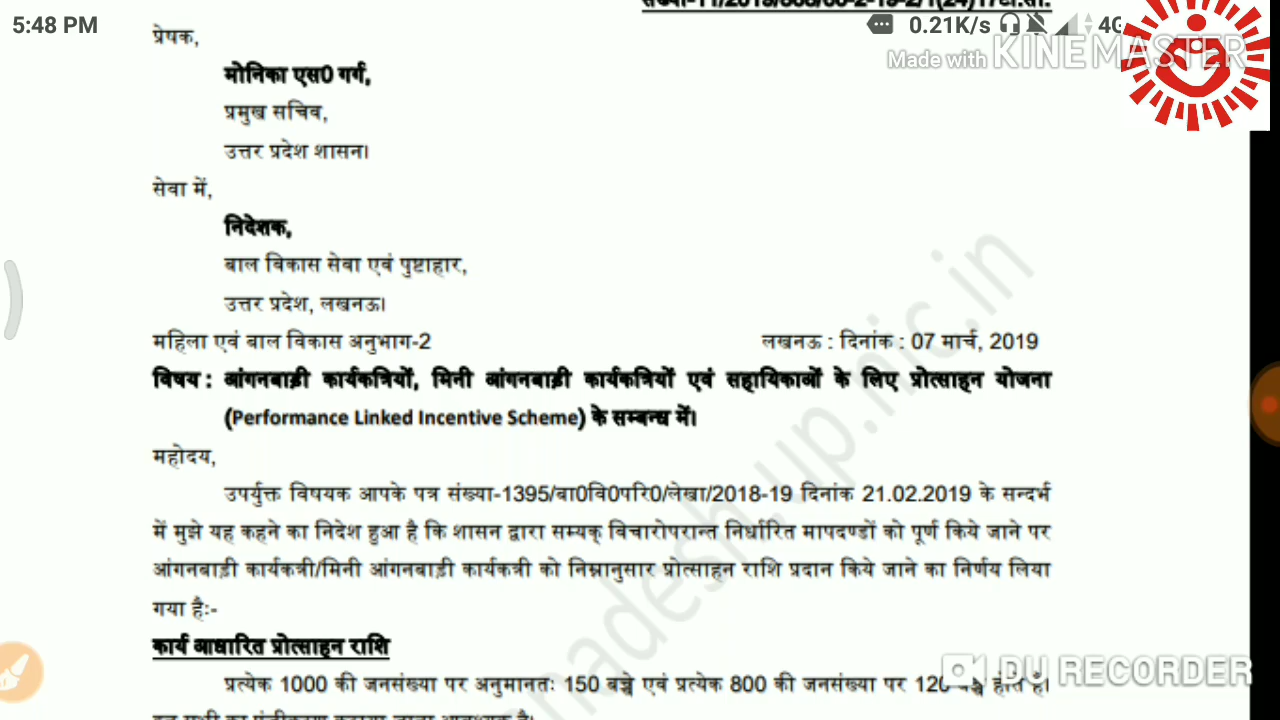 5:48 PM
0.21K/s
4G
Made with KINEMASTER
प्रेषक,
मोनिका एस0 गर्ग,
प्रमुख सचिव,
उत्तर प्रदेश शासन।
सेवा में,
निदेशक,
बाल विकास सेवा एवं पुष्टाहार,
उत्तर प्रदेश, लखनऊ।
महिला एवं बाल विकास अनुभाग-2 लखनऊ : दिनांक : 07 मार्च, 2019
विषय : आंगनबाड़ी कार्यकत्रियों, मिनी आंगनबाड़ी कार्यकत्रियों एवं सहायिकाओं के लिए प्रोत्साहन योजना
(Performance Linked Incentive Scheme) के सम्बन्ध में।
महोदय,
उपर्युक्त विषयक आपके पत्र संख्या-1395/बा0वि0परि0/लेखा/2018-19 दिनांक 21.02.2019 के सन्दर्भ
में मुझे यह कहने का निदेश हुआ है कि शासन द्वारा सम्यक् विचारोपरान्त निर्धारित मापदण्डों को पूर्ण किये जाने पर
आंगनबाड़ी कार्यकत्री/मिनी आंगनबाड़ी कार्यकत्री को निम्नानुसार प्रोत्साहन राशि प्रदान किये जाने का निर्णय लिया
गया है:-
कार्य आधारित प्रोत्साहन राशि
प्रत्येक 1000 की जनसंख्या पर अनुमानतः 150 बच्चे एवं प्रत्येक 800 की जनसंख्या पर 120 बच्चे होते है।
DU RECORDER